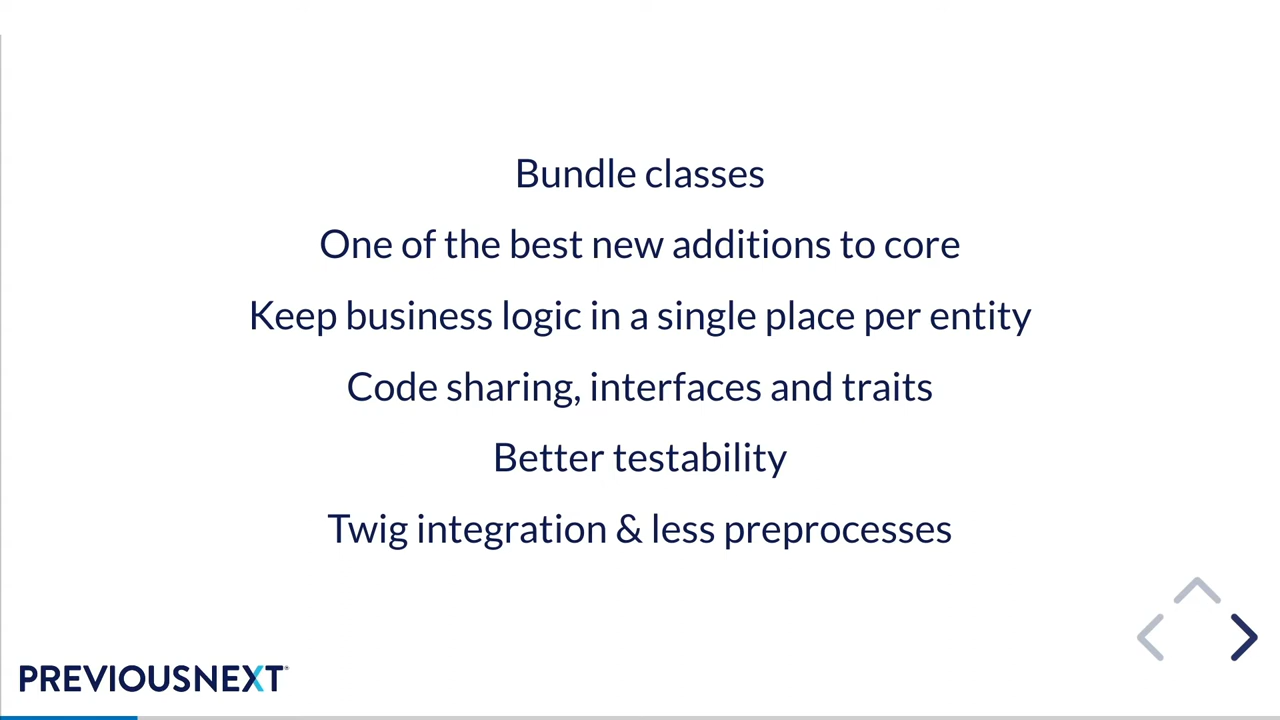 Bundle classes
One of the best new additions to core
Keep business logic in a single place per entity
Code sharing, interfaces and traits
Better testability
Twig integration & less preprocesses
PREVIOUSNEXT